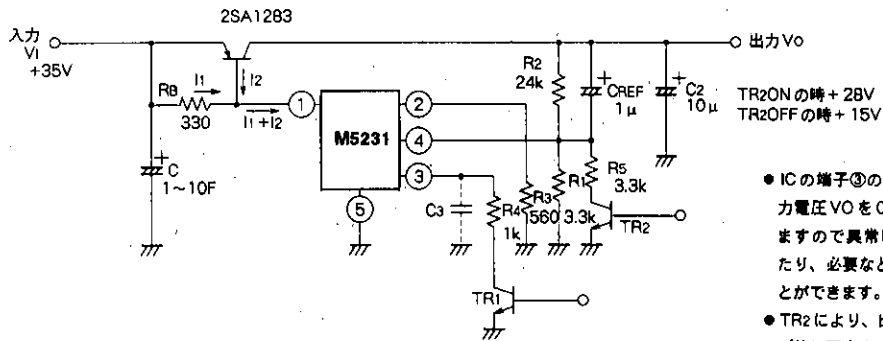 2SA1283
入力
VI
+35V
出力VO
I1
I2
RB
330
I1+I2
①
②
④
③
⑤
M5231
R2
24k
CREF
1μ
C2
10μ
TR2ONの時+28V
TR2OFFの時+15V
C
1~10F
C3
R4
1k
R3
560
R1
3.3k
R5
3.3k
TR2
TR1
● ICの端子③の
力電圧VOを
ますので異常
たり、必要なと
とができます。
● TR2により、